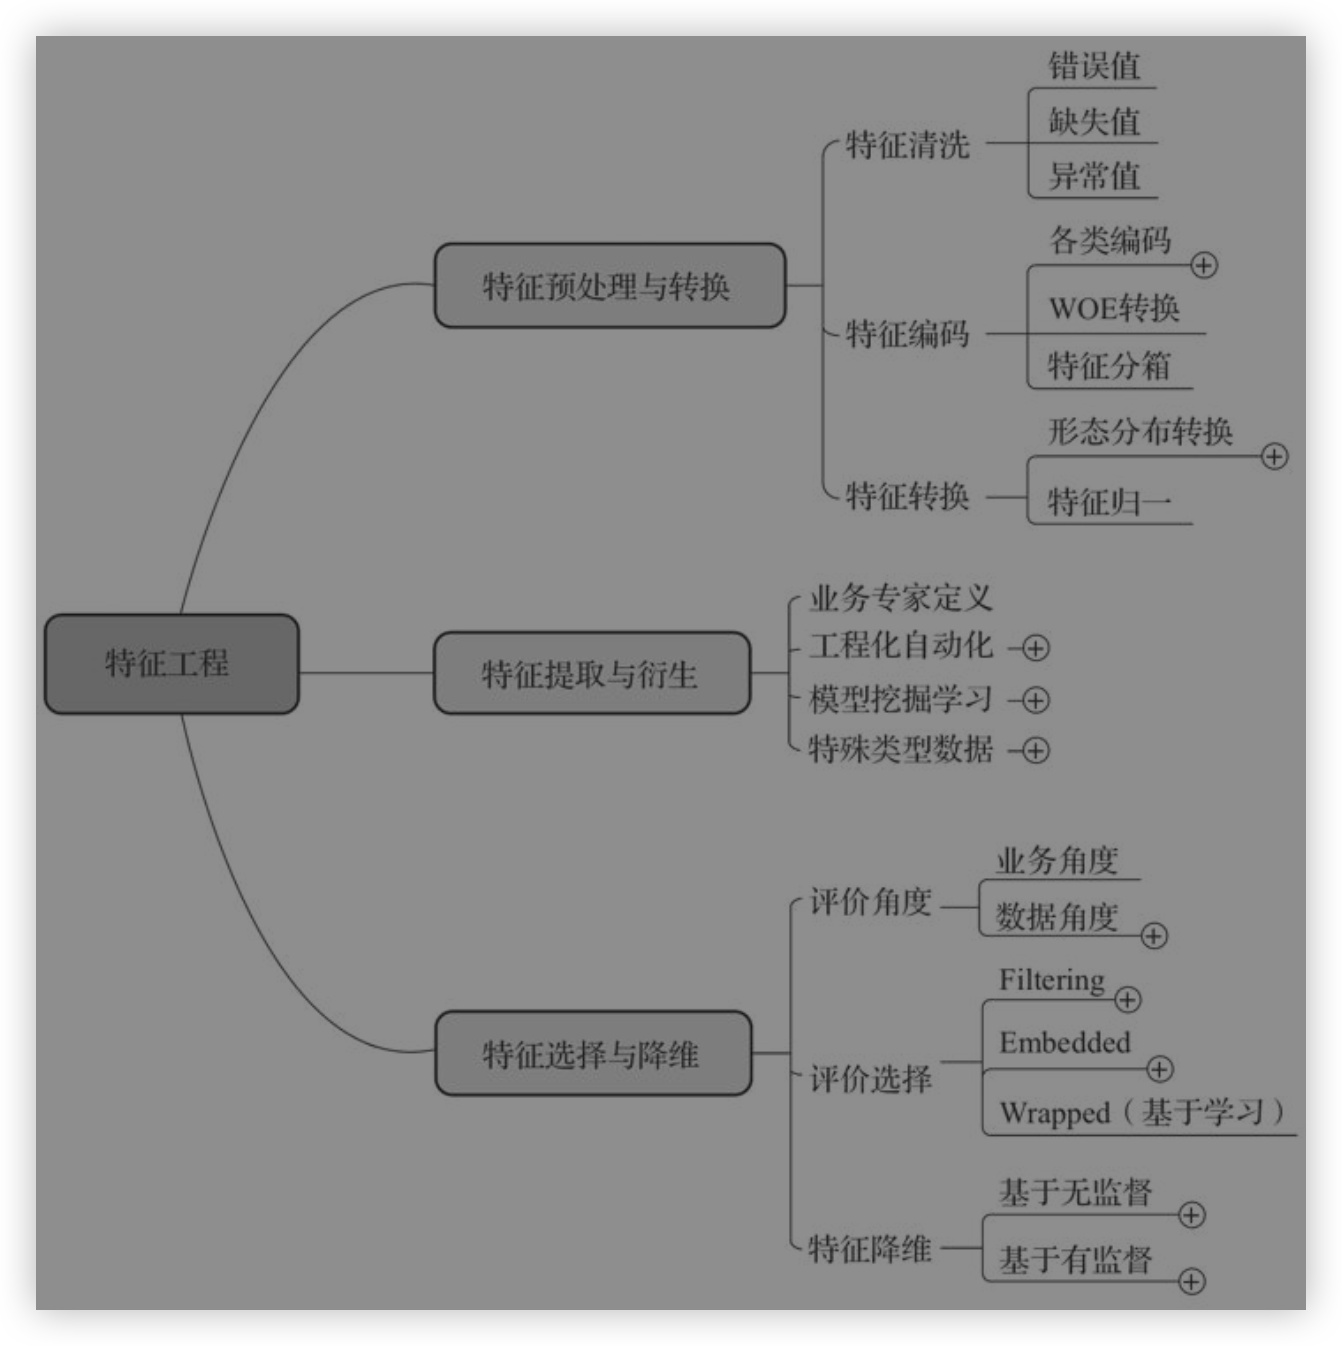 特征工程
特征预处理与转换
特征清洗
错误值
缺失值
异常值
特征编码
各类编码
WOE转换
特征分箱
特征转换
形态分布转换
特征归一
特征提取与衍生
业务专家定义
工程化自动化
模型挖掘学习
特殊类型数据
特征选择与降维
评价角度
业务角度
数据角度
评价选择
Filtering
Embedded
Wrapped（基于学习）
特征降维
基于无监督
基于有监督